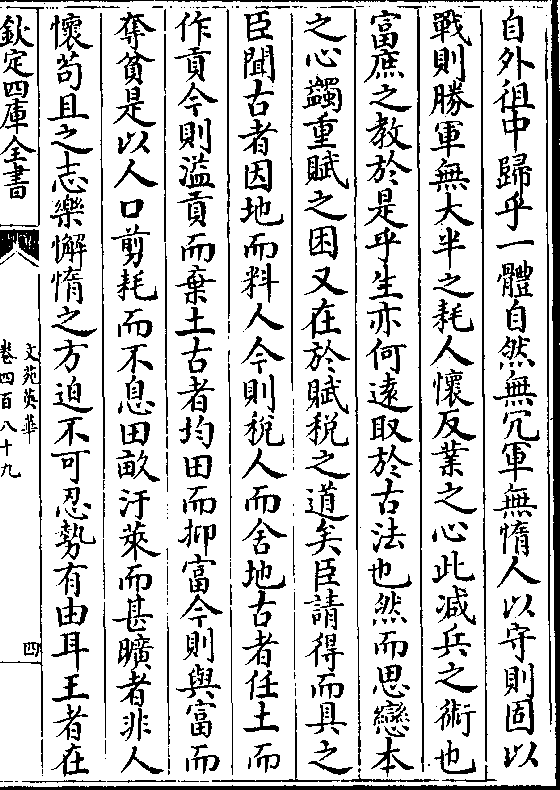 自外徂中歸乎一體自然無冗軍無惰人以守則固以
戰則勝軍無大半之耗人懷反業之心此减兵之術也
富庶之教於是乎生亦何逺取於古法也然而思戀本
之心蠲重賦之困又在於賦税之道矣臣請得而具之
臣聞古者因地而料人今則税人而舍地古者任土而
作貢今則濫貢而棄土古者均田而抑富今則與富而
奪貧是以人口剪耗而不息田畝汙萊而甚曠者非人
懷苟且之志樂懈惰之方迫不可忍勢有由耳王者在
欽定四庫全書
文苑英華
卷四百八十九
四